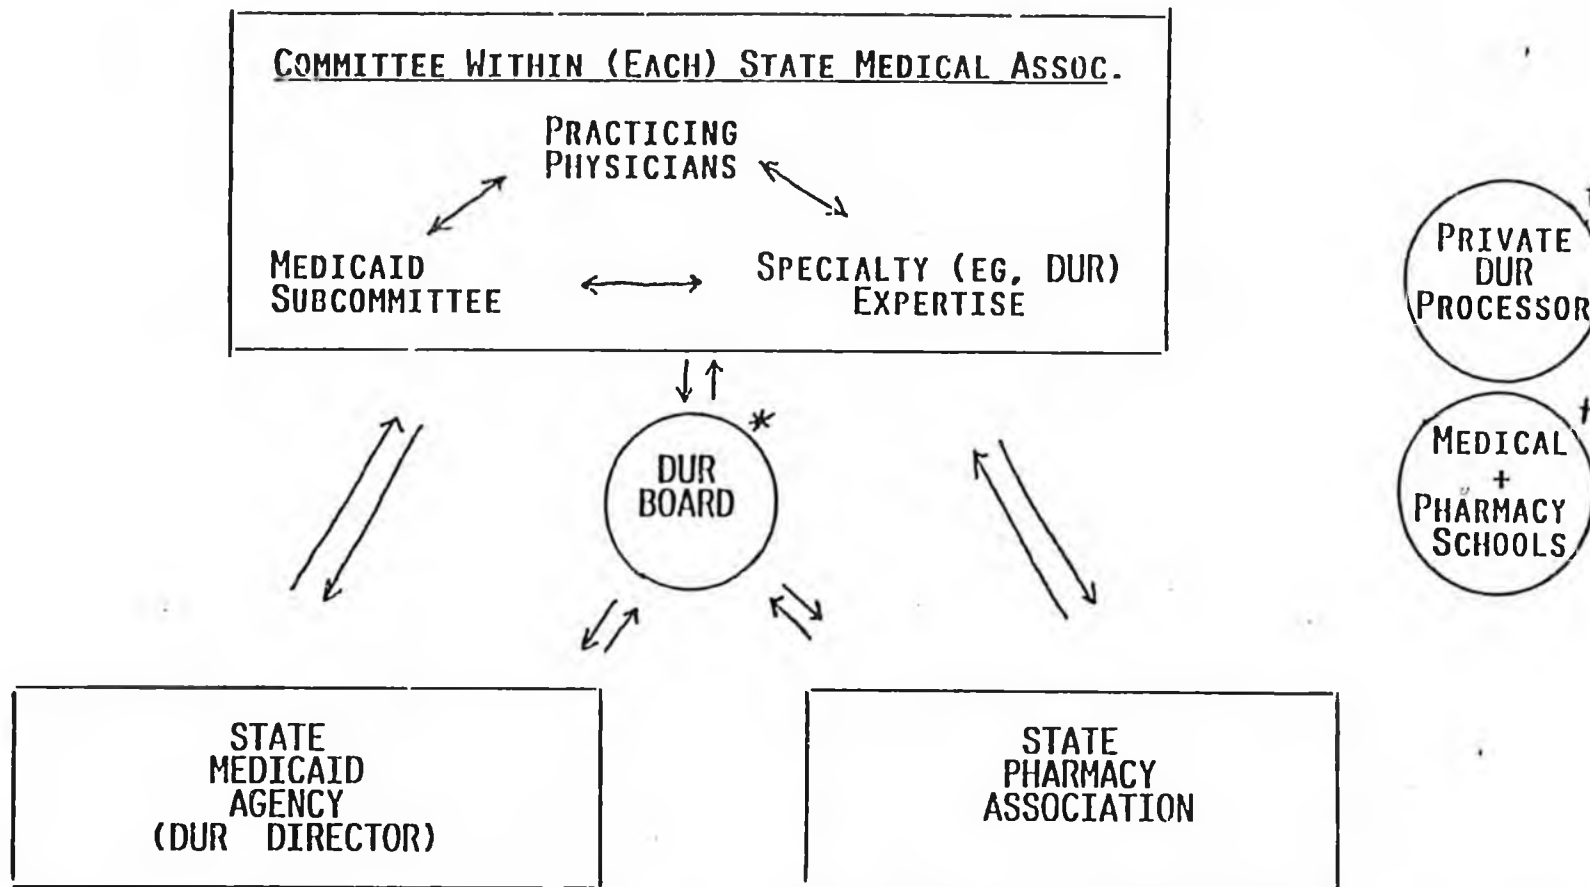 COMMITTEE WITHIN (EACH) STATE MEDICAL ASSOC.
PRACTICING
PHYSICIANS
MEDICAID
SUBCOMMITTEE
SPECIALTY (EG, DUR)
EXPERTISE
*
DUR
BOARD
PRIVATE
DUR
PROCESSOR
MEDICAL
+
PHARMACY
SCHOOLS
STATE
MEDICAID
AGENCY
(DUR DIRECTOR)
STATE
PHARMACY
ASSOCIATION